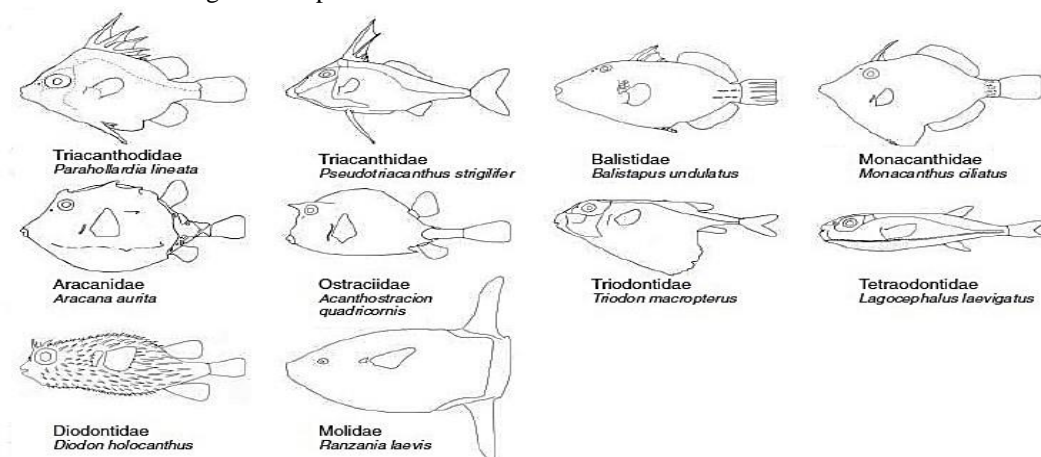 Triacanthodidae
Parahollardia lineata
Triacanthidae
Pseudotriacanthus strigilifer
Balistidae
Balistapus undulatus
Monacanthidae
Monacanthus ciliatus
Aracanidae
Aracana aurita
Ostraciidae
Acanthostracion
quadricornis
Triodontidae
Triodon macropterus
Tetraodontidae
Lagocephalus laevigatus
Diodontidae
Diodon holocanthus
Molidae
Ranzania laevis